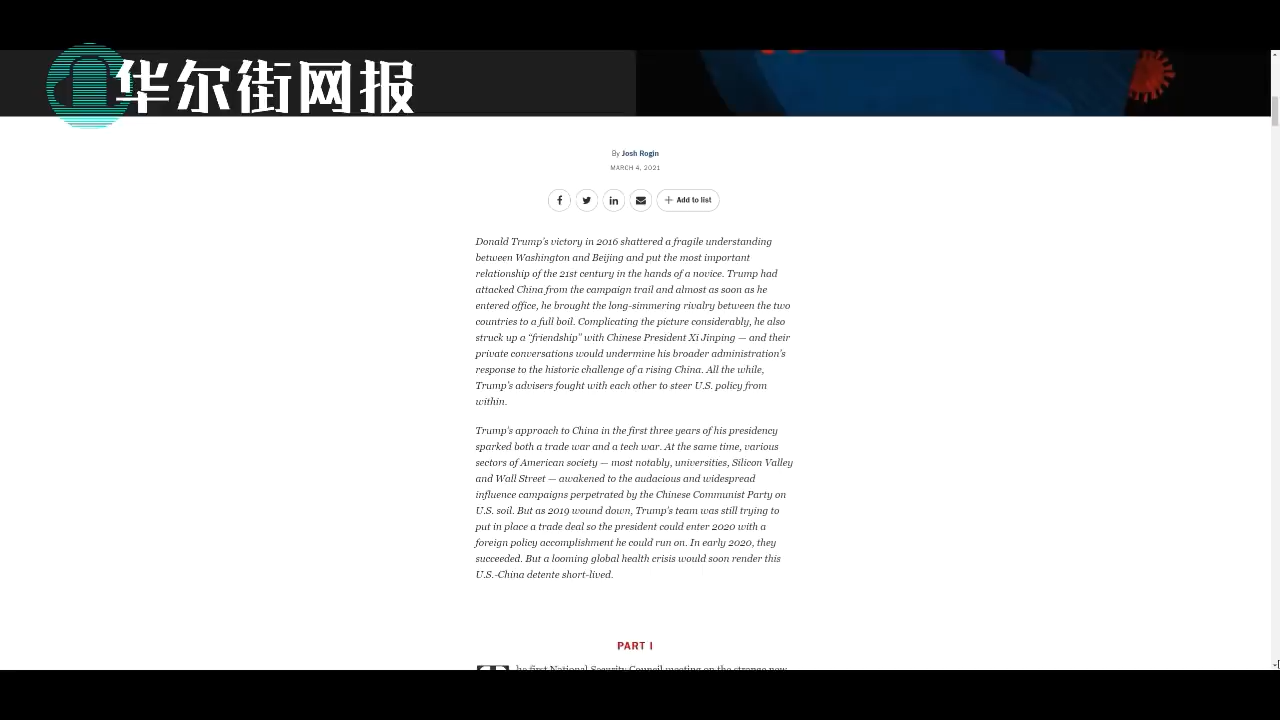 华尔街网报
By Josh Rogin
MARCH 4, 2021
Add to list
Donald Trump's victory in 2016 shattered a fragile understanding
between Washington and Beijing and put the most important
relationship of the 21st century in the hands of a novice. Trump had
attacked China from the campaign trail and almost as soon as he
entered office, he brought the long-simmering rivalry between the two
countries to a full boil. Complicating the picture considerably, he also
struck up a “friendship” with Chinese President Xi Jinping — and their
private conversations would undermine his broader administration's
response to the historic challenge of a rising China. All the while,
Trump's advisers fought with each other to steer U.S. policy from
within.
Trump's approach to China in the first three years of his presidency
sparked both a trade war and a tech war. At the same time, various
sectors of American society — most notably, universities, Silicon Valley
and Wall Street — awakened to the audacious and widespread
influence campaigns perpetrated by the Chinese Communist Party on
U.S. soil. But as 2019 wound down, Trump's team was still trying to
put in place a trade deal so the president could enter 2020 with a
foreign policy accomplishment he could run on. In early 2020, they
succeeded. But a looming global health crisis would soon render this
U.S.-China detente short-lived.
PART I
The first National Security Council meeting on the strange new